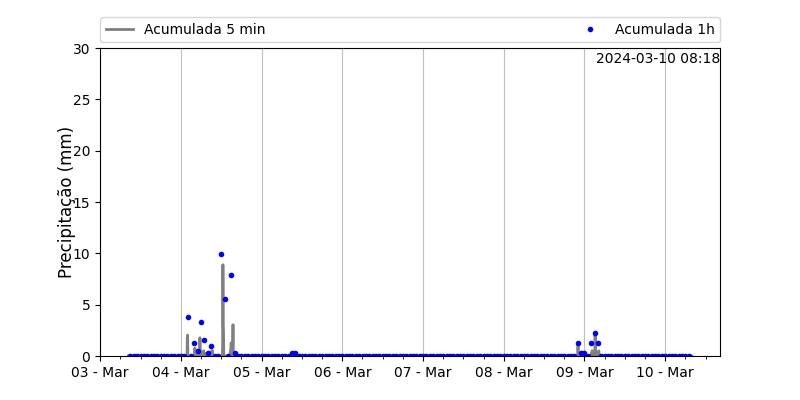 Acumulada 5 min
Acumulada 1h
2024-03-10 08:18
Precipitação (mm)
30
25
20
15
10
5
0
03 - Mar
04 - Mar
05 - Mar
06 - Mar
07 - Mar
08 - Mar
09 - Mar
10 - Mar